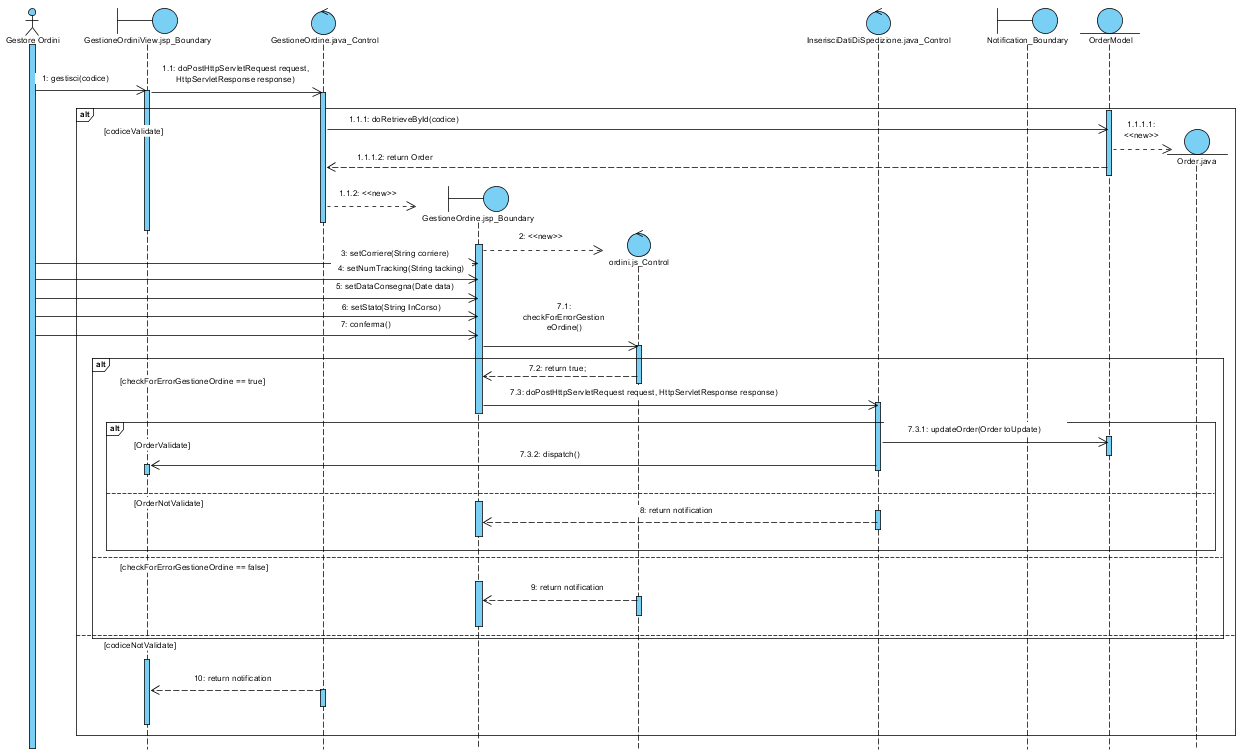 Gestore Ordini
GestioneOrdiniView.jsp_Boundary
GestioneOrdine.java_Control
InserisciDatiDiSpedizione.java_Control
Notification_Boundary
OrderModel
1: gestisci(codice)
1.1: doPostHttpServletRequest request,
HttpServletResponse response)
alt
[codiceValidate]
1.1.1: doRetrieveById(codice)
1.1.1.1:
<<new>>
Order.java
1.1.1.2: return Order
1.1.2: <<new>>
GestioneOrdine.jsp_Boundary
2: <<new>>
ordini.js_Control
3: setCorriere(String corriere)
4: setNumTracking(String tacking)
5: setDataConsegna(Date data)
6: setStato(String InCorso)
7: conferma()
7.1:
checkForErrorGestion
eOrdine()
alt
[checkForErrorGestioneOrdine == true]
7.2: return true;
7.3: doPostHttpServletRequest request, HttpServletResponse response)
alt
[OrderValidate]
7.3.1: updateOrder(Order toUpdate)
7.3.2: dispatch()
[OrderNotValidate]
8: return notification
[checkForErrorGestioneOrdine == false]
9: return notification
[codiceNotValidate]
10: return notification